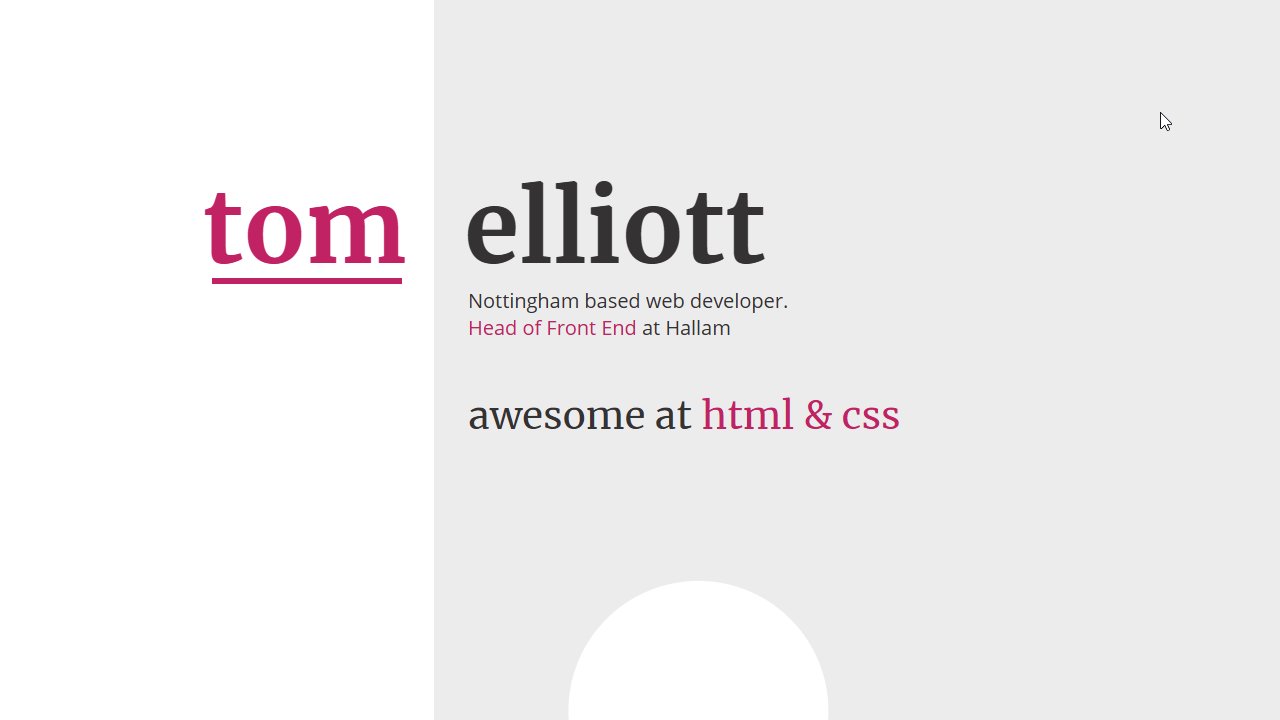 tom elliott
Nottingham based web developer.
Head of Front End at Hallam
awesome at html & css